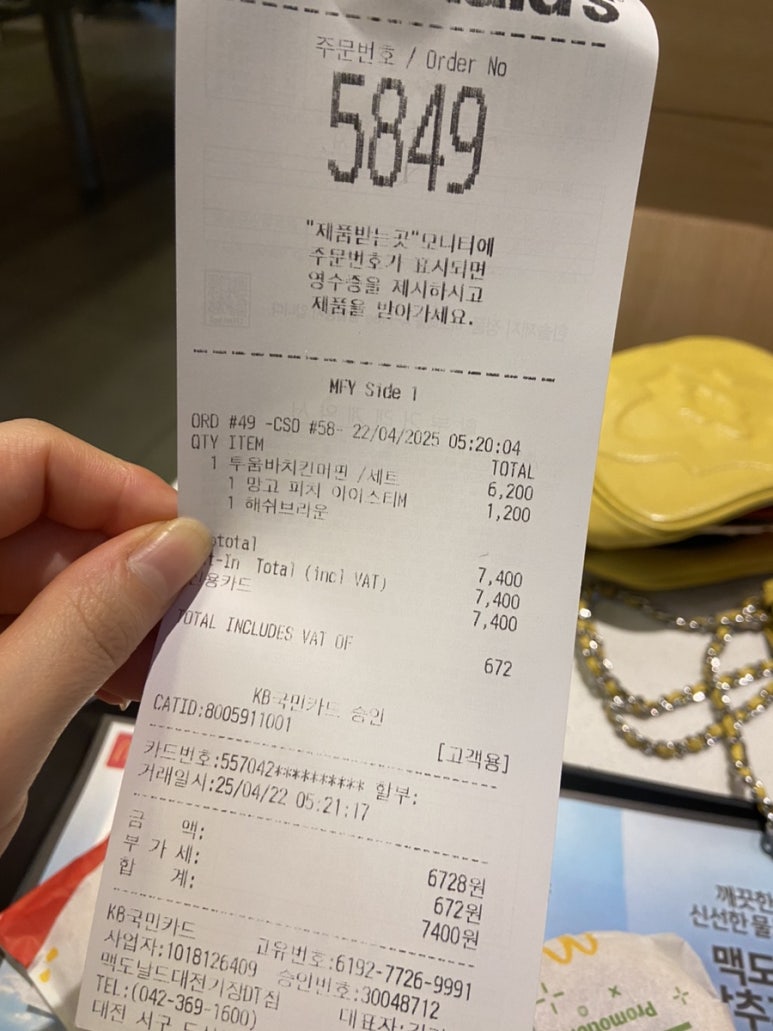 주문번호 / Order No
5849
"제품받는곳"모니터에
주문번호가 표시되면
영수증을 제시하시고
제품을 받아가세요.
MFY Side 1
ORD #49 -CSO #58- 22/04/2025 05:20:04
QTY ITEM TOTAL
1 투움바치킨머핀 /세트 6,200
1 망고 피치 아이스티M 1,200
1 해쉬브라운
total 7,400
t-In Total (incl VAT) 7,400
용카드 7,400
TOTAL INCLUDES VAT OF 672
KB국민카드 승인
CATID:8005911001 [고객용]
카드번호:557042********** 할부:
거래일시:25/04/22 05:21:17
금 액: 6728원
부 가 세: 672원
합 계: 7400원
KB국민카드 고유번호:6192-7726-9991
사업자:1018126409 승인번호:30048712
맥도날드대전기장DT점
TEL:(042-369-1600) 대표자:
대전 서구
깨끗한
신선한 물
맥도
추
Promotion